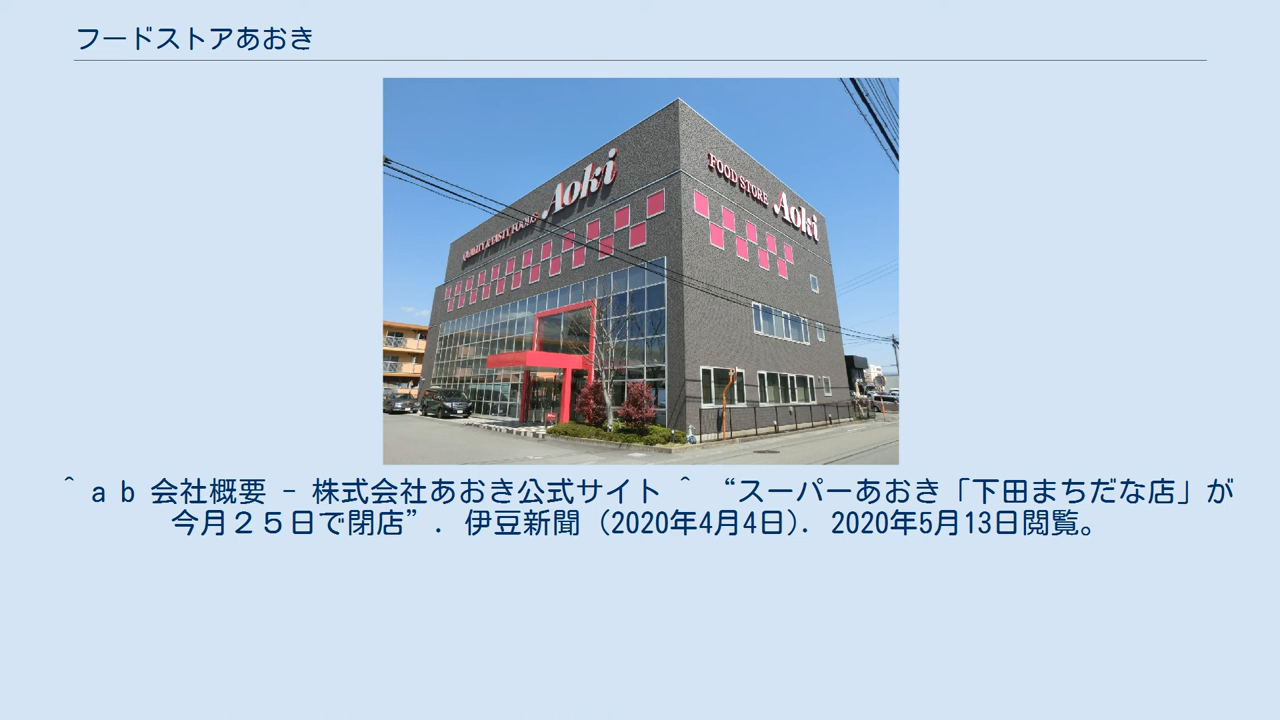 フードストアあおき
QUALITY & TASTY FOODS Aoki
FOOD STORE Aoki
^ a b 会社概要 - 株式会社あおき公式サイト ^ “スーパーあおき「下田まちだな店」が
今月２５日で閉店”. 伊豆新聞 (2020年4月4日). 2020年5月13日閲覧。